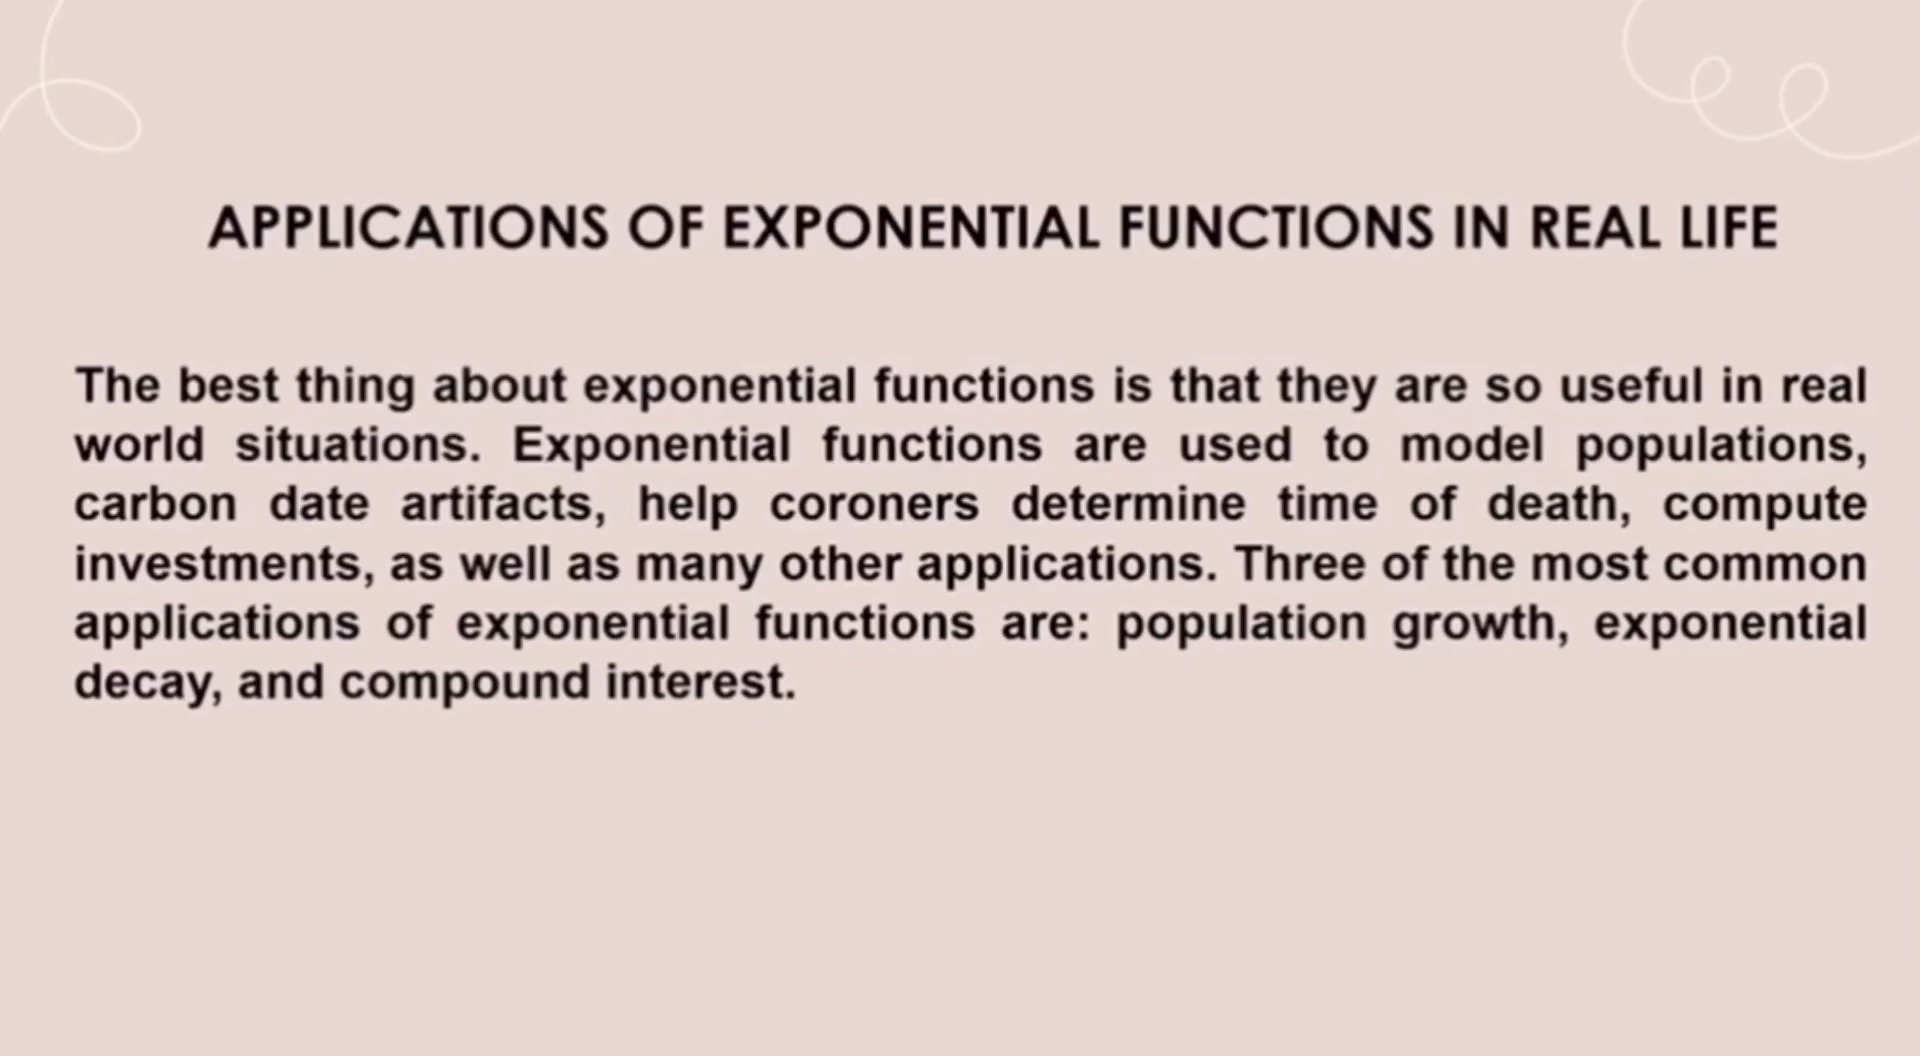 APPLICATIONS OF EXPONENTIAL FUNCTIONS IN REAL LIFE
The best thing about exponential functions is that they are so useful in real
world situations. Exponential functions are used to model populations,
carbon date artifacts, help coroners determine time of death, compute
investments, as well as many other applications. Three of the most common
applications of exponential functions are: population growth, exponential
decay, and compound interest.